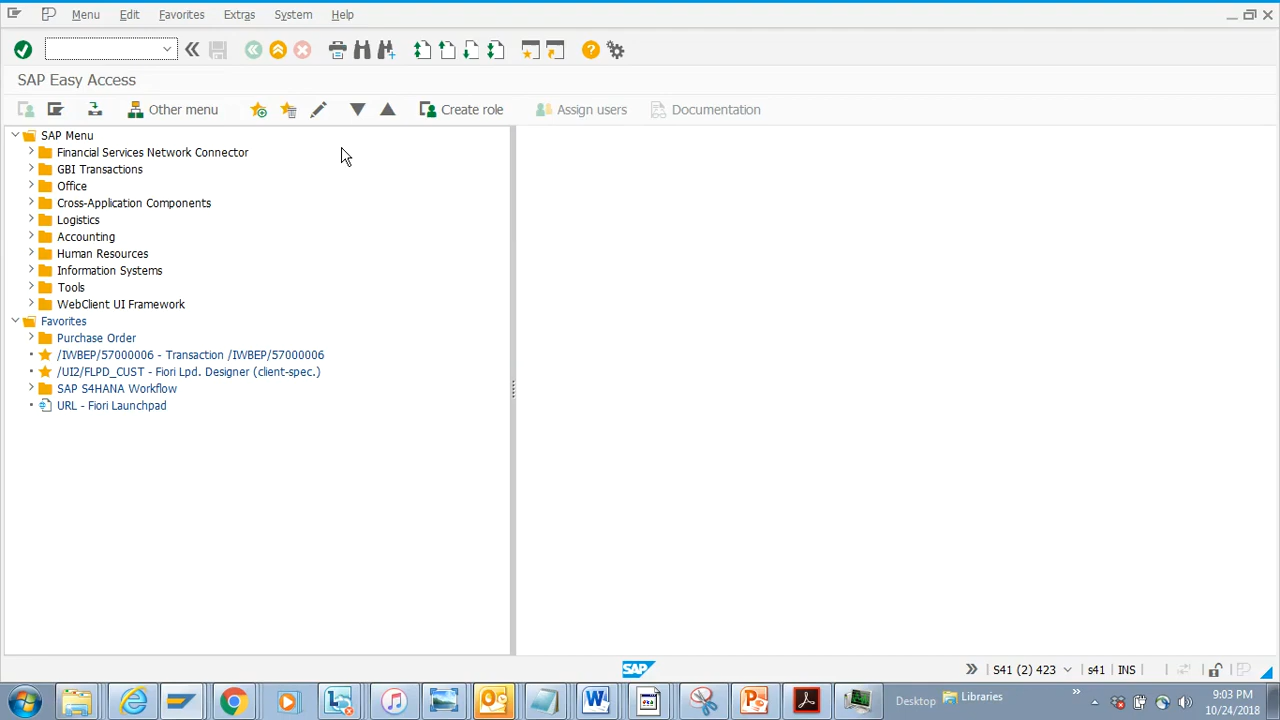 Menu Edit Favorites Extras System Help
SAP Easy Access
Other menu Create role Assign users Documentation
SAP Menu
Financial Services Network Connector
GBI Transactions
Office
Cross-Application Components
Logistics
Accounting
Human Resources
Information Systems
Tools
WebClient UI Framework
Favorites
Purchase Order
/IWBEP/57000006 - Transaction /IWBEP/57000006
/UI2/FLPD_CUST - Fiori Lpd. Designer (client-spec.)
SAP S4HANA Workflow
URL - Fiori Launchpad
SAP S41 (2) 423 s41 INS
Desktop Libraries
9:03 PM
10/24/2018